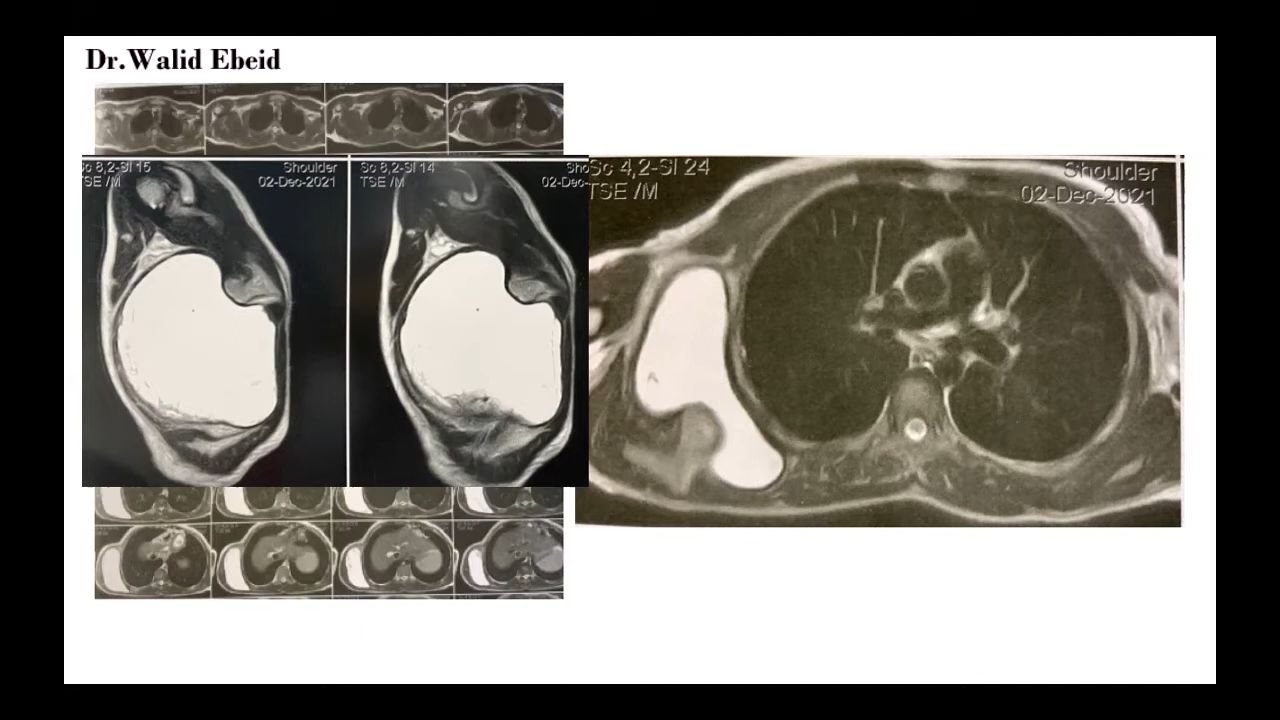 Dr.Walid Ebeid
Sc 8,2-Sl 15
TSE /M
Shoulder
02-Dec-2021
Sc 8,2-Sl 14
TSE /M
Sho
02-Dec-
Sc 4,2-Sl 24
TSE /M
Shoulder
02-Dec-2021